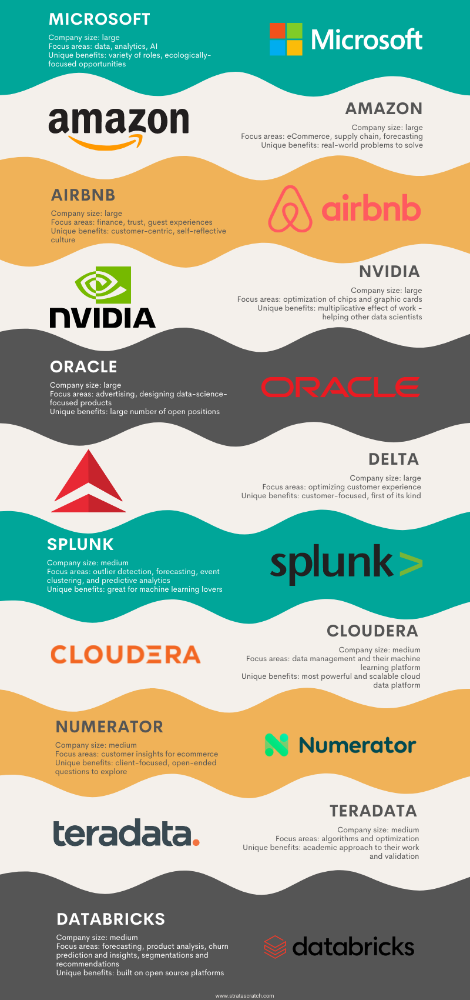 MICROSOFT
Company size: large
Focus areas: data, analytics, AI
Unique benefits: variety of roles, ecologically-
focused opportunities
Microsoft
amazon
AMAZON
Company size: large
Focus areas: eCommerce, supply chain, forecasting
Unique benefits: real-world problems to solve
AIRBNB
Company size: large
Focus areas: finance, trust, guest experiences
Unique benefits: customer-centric, self-reflective
culture
airbnb
NVIDIA
NVIDIA
Company size: large
Focus areas: optimization of chips and graphic cards
Unique benefits: multiplicative effect of work -
helping other data scientists
ORACLE
Company size: large
Focus areas: advertising, designing data-science-
focused products
Unique benefits: large number of open positions
ORACLE
DELTA
Company size: large
Focus areas: optimizing customer experience
Unique benefits: customer-focused, first of its kind
SPLUNK
Company size: medium
Focus areas: outlier detection, forecasting, event
clustering, and predictive analytics
Unique benefits: great for machine learning lovers
splunk>
CLOUDERA
CLOUDERA
Company size: medium
Focus areas: data management and their machine
learning platform
Unique benefits: most powerful and scalable cloud
data platform
NUMERATOR
Company size: medium
Focus areas: customer insights for ecommerce
Unique benefits: client-focused, open-ended
questions to explore
Numerator
teradata.
TERADATA
Company size: medium
Focus areas: algorithms and optimization
Unique benefits: academic approach to their work
and validation
DATABRICKS
Company size: medium
Focus areas: forecasting, product analysis, churn
prediction and insights, segmentations and
recommendations
Unique benefits: built on open source platforms
databricks
www.stratascratch.com